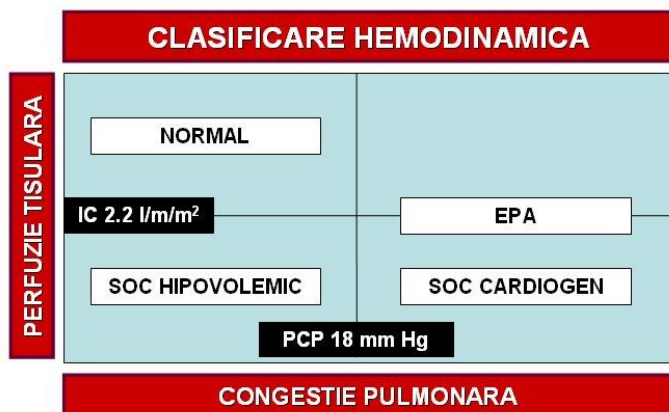 CLASIFICARE HEMODINAMICA
PERFUZIE TISULARA
NORMAL
IC 2.2 l/m/m²
EPA
SOC HIPOVOLEMIC
SOC CARDIOGEN
PCP 18 mm Hg
CONGESTIE PULMONARA